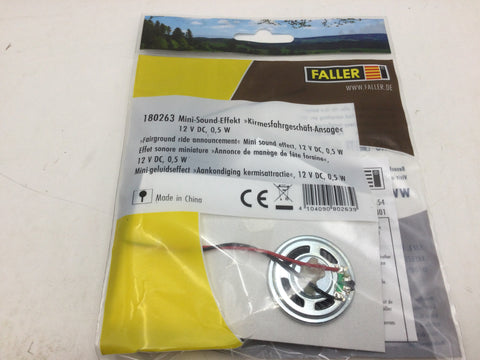 FALLER
WWW.FALLER.DE
180263 Mini-Sound-Effekt »Kirmesfahrgeschäft-Ansage«
12 V DC, 0,5 W
»Fairground ride announcement« Mini sound effect, 12 V DC, 0,5 W
Effet sonore miniature »Annonce de manège de fête foraine«,
12 V DC, 0,5 W
Mini-geluidseffect »Aankondiging kermisattractie«, 12 V DC, 0,5 W
Made in China
CE
4 104090 802639